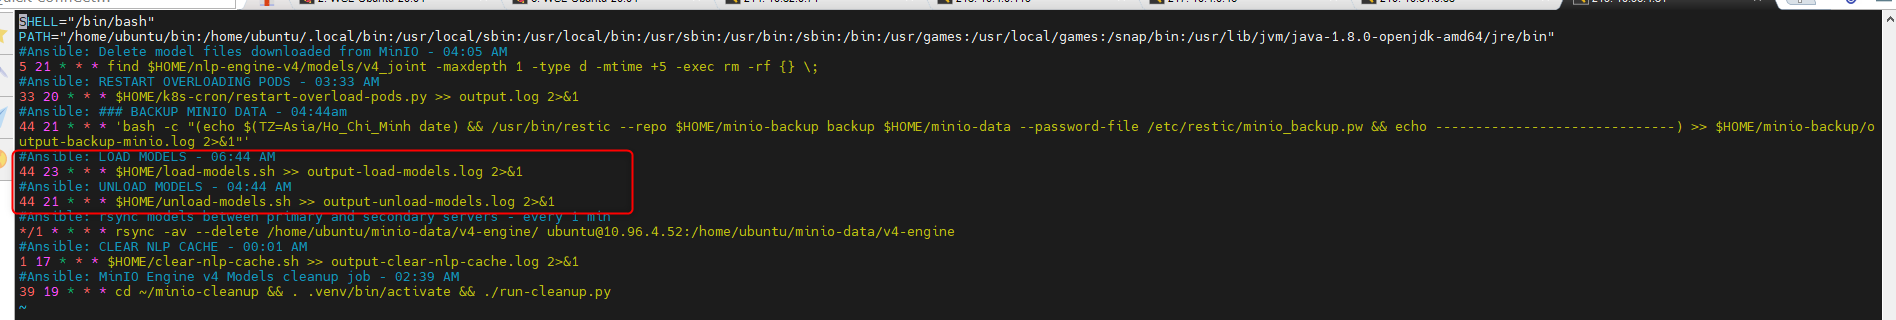 SHELL="/bin/bash"
PATH="/home/ubuntu/bin:/home/ubuntu/.local/bin:/usr/local/sbin:/usr/local/bin:/usr/sbin:/usr/bin:/sbin:/bin:/usr/games:/usr/local/games:/snap/bin:/usr/lib/jvm/java-1.8.0-openjdk-amd64/jre/bin"
#Ansible: Delete model files downloaded from MinIO - 04:05 AM
5 21 * * * find $HOME/nlp-engine-v4/models/v4_joint -maxdepth 1 -type d -mtime +5 -exec rm -rf {} \;
#Ansible: RESTART OVERLOADING PODS - 03:33 AM
33 20 * * * $HOME/k8s-cron/restart-overload-pods.py >> output.log 2>&1
#Ansible: ### BACKUP MINIO DATA - 04:44am
44 21 * * * 'bash -c "(echo $(TZ=Asia/Ho_Chi_Minh date) && /usr/bin/restic --repo $HOME/minio-backup backup $HOME/minio-data --password-file /etc/restic/minio_backup.pw && echo ------------------------------) >> $HOME/minio-backup/o
utput-backup-minio.log 2>&1"'
#Ansible: LOAD MODELS - 06:44 AM
44 23 * * * $HOME/load-models.sh >> output-load-models.log 2>&1
#Ansible: UNLOAD MODELS - 04:44 AM
44 21 * * * $HOME/unload-models.sh >> output-unload-models.log 2>&1
#Ansible: rsync models between primary and secondary servers - every 1 min
*/1 * * * * rsync -av --delete /home/ubuntu/minio-data/v4-engine/ ubuntu@10.96.4.52:/home/ubuntu/minio-data/v4-engine
#Ansible: CLEAR NLP CACHE - 00:01 AM
1 17 * * * $HOME/clear-nlp-cache.sh >> output-clear-nlp-cache.log 2>&1
#Ansible: MinIO Engine v4 Models cleanup job - 02:39 AM
39 19 * * * cd ~/minio-cleanup && . .venv/bin/activate && ./run-cleanup.py
~